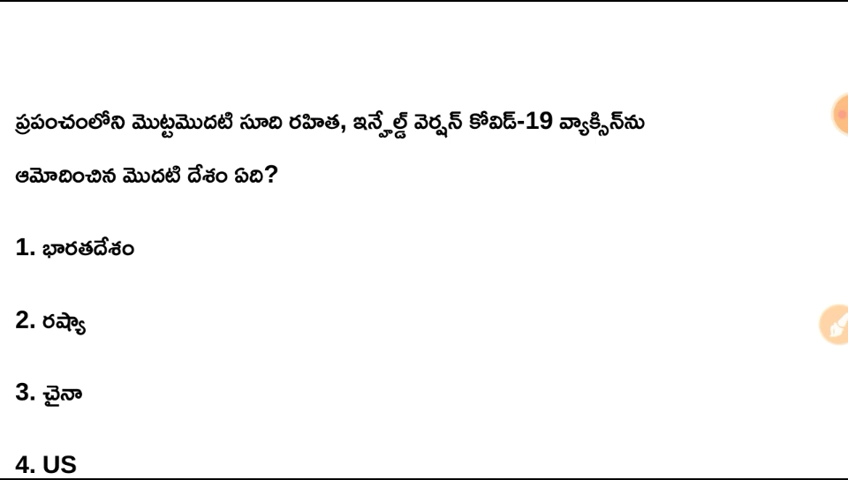 ప్రపంచంలోని మొట్టమొదటి సూది రహిత, ఇన్హేల్డ్ వెర్షన్ కోవిడ్-19 వ్యాక్సిన్‌ను
ఆమోదించిన మొదటి దేశం ఏది?
1. భారతదేశం
2. రష్యా
3. చైనా
4. US